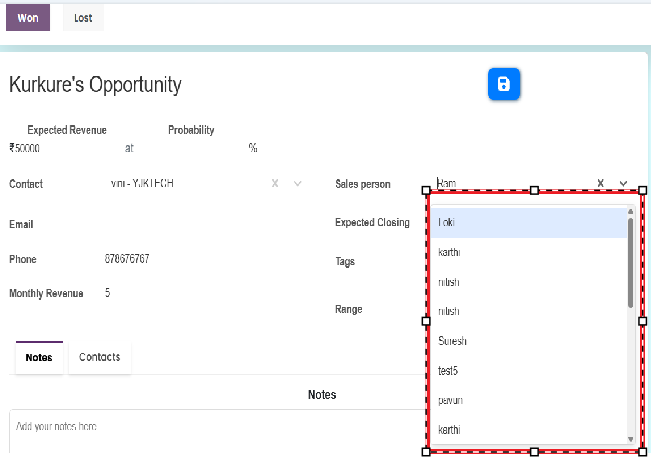 Won Lost
Kurkure's Opportunity
Expected Revenue Probability
₹50000 at %
Contact viru - YJKTECH Sales person Ram
Email Expected Closing
Loki
karthi
Phone 878676767 Tags
nitish
Monthly Revenue 5 Range
nitish
Suresh
Notes Contacts
test5
Notes
pavun
Add your notes here
karthi